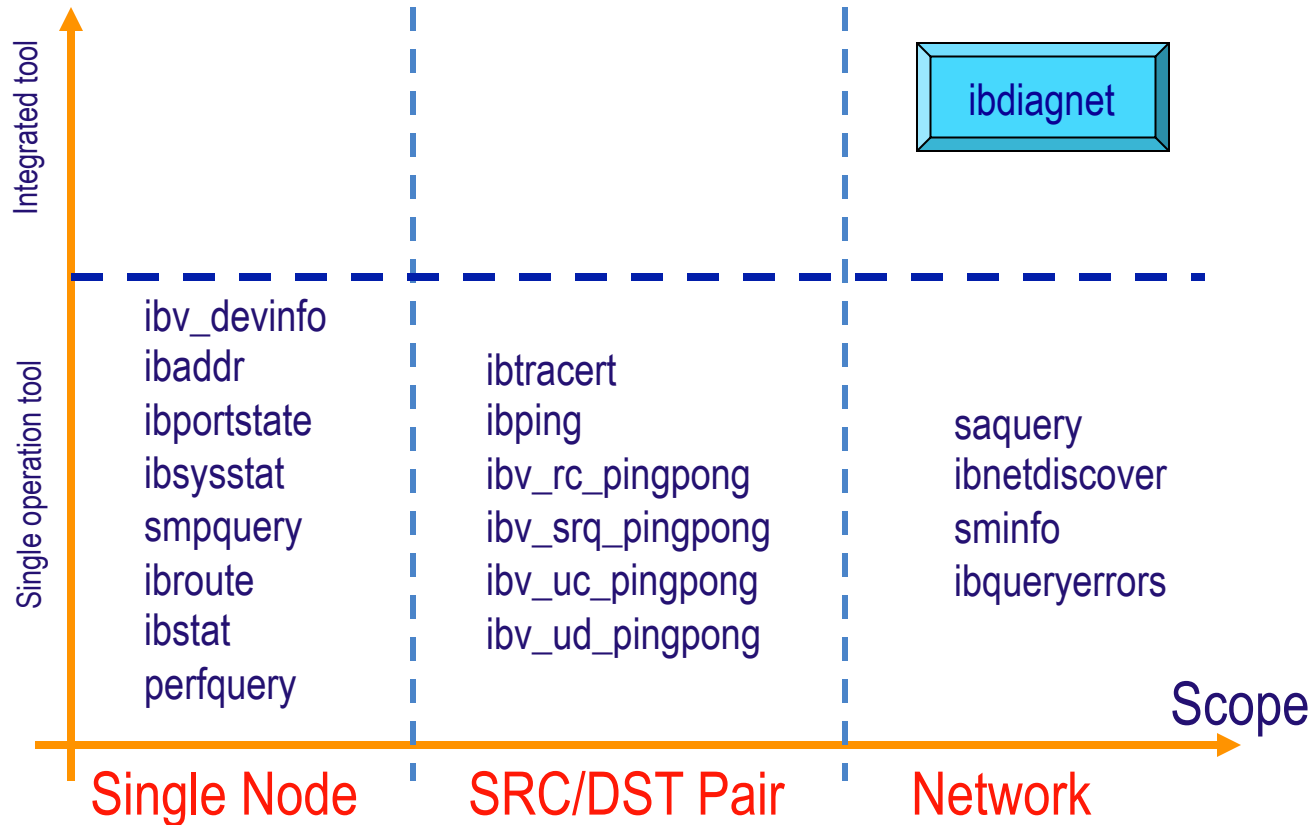 Integrated tool
ibdiagnet
Single operation tool
ibv_devinfo
ibaddr
ibportstate
ibsysstat
smpquery
ibroute
ibstat
perfquery
ibtracert
ibping
ibv_rc_pingpong
ibv_srq_pingpong
ibv_uc_pingpong
ibv_ud_pingpong
saquery
ibnetdiscover
sminfo
ibqueryerrors
Scope
Single Node
SRC/DST Pair
Network